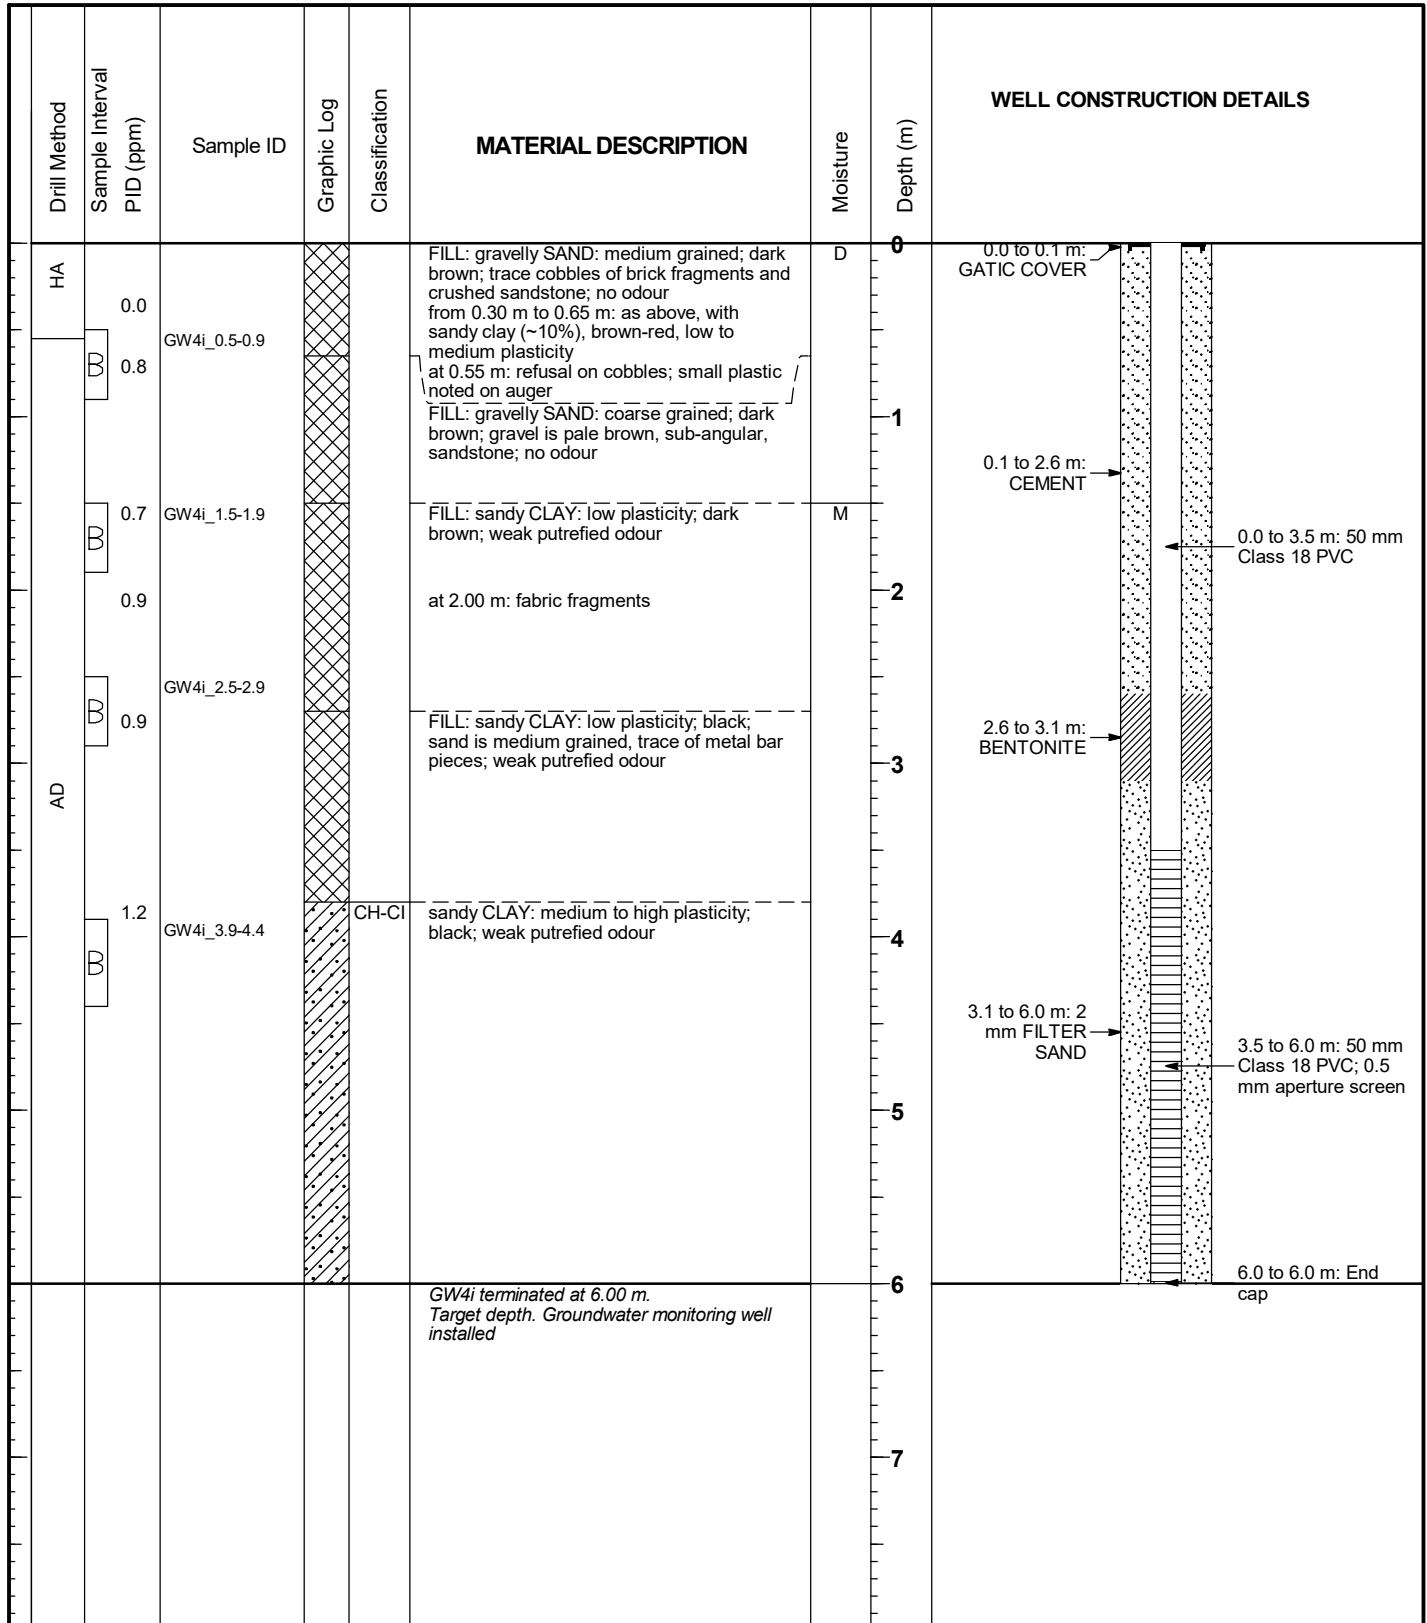 Drill Method
Sample Interval
PID (ppm)
Sample ID
Graphic Log
Classification
MATERIAL DESCRIPTION
Moisture
Depth (m)
WELL CONSTRUCTION DETAILS
HA
AD
0.0
0.8
0.7
0.9
0.9
1.2
B
B
B
B
GW4i_0.5-0.9
GW4i_1.5-1.9
GW4i_2.5-2.9
GW4i_3.9-4.4
CH-CI
FILL: gravelly SAND: medium grained; dark
brown; trace cobbles of brick fragments and
crushed sandstone; no odour
from 0.30 m to 0.65 m: as above, with
sandy clay (~10%), brown-red, low to
medium plasticity
at 0.55 m: refusal on cobbles; small plastic
noted on auger
FILL: gravelly SAND: coarse grained; dark
brown; gravel is pale brown, sub-angular,
sandstone; no odour
FILL: sandy CLAY: low plasticity; dark
brown; weak putrefied odour
at 2.00 m: fabric fragments
FILL: sandy CLAY: low plasticity; black;
sand is medium grained, trace of metal bar
pieces; weak putrefied odour
sandy CLAY: medium to high plasticity;
black; weak putrefied odour
GW4i terminated at 6.00 m.
Target depth. Groundwater monitoring well
installed
D
M
0
1
2
3
4
5
6
7
0.0 to 0.1 m:
GATIC COVER
0.1 to 2.6 m:
CEMENT
0.0 to 3.5 m: 50 mm
Class 18 PVC
2.6 to 3.1 m:
BENTONITE
3.1 to 6.0 m: 2
mm FILTER
SAND
3.5 to 6.0 m: 50 mm
Class 18 PVC; 0.5
mm aperture screen
6.0 to 6.0 m: End
cap